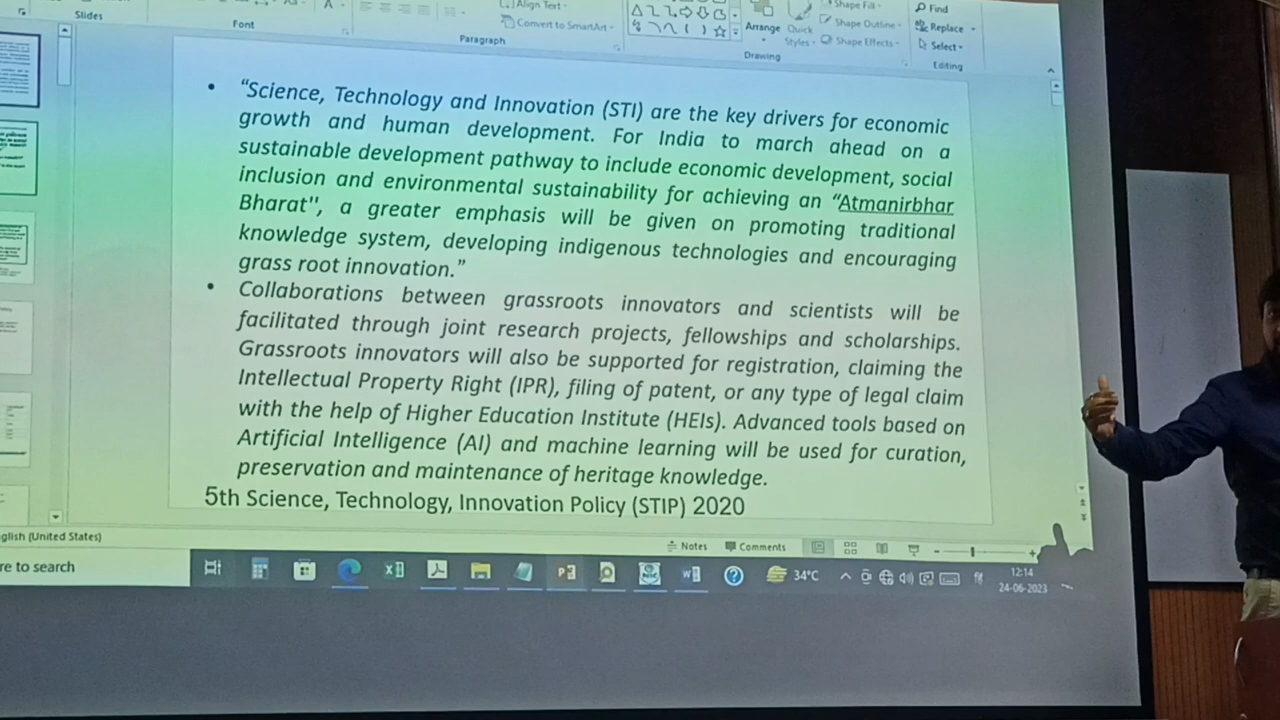 Slides
Font
Paragraph
Align Text
Convert to SmartArt
Arrange
Quick
Styles
Shape Fill
Shape Outline
Shape Effects
Drawing
Find
Replace
Select
Editing
• “Science, Technology and Innovation (STI) are the key drivers for economic
growth and human development. For India to march ahead on a
sustainable development pathway to include economic development, social
inclusion and environmental sustainability for achieving an “Atmanirbhar
Bharat", a greater emphasis will be given on promoting traditional
knowledge system, developing indigenous technologies and encouraging
grass root innovation.”
• Collaborations between grassroots innovators and scientists will be
facilitated through joint research projects, fellowships and scholarships.
Grassroots innovators will also be supported for registration, claiming the
Intellectual Property Right (IPR), filing of patent, or any type of legal claim
with the help of Higher Education Institute (HEIs). Advanced tools based on
Artificial Intelligence (AI) and machine learning will be used for curation,
preservation and maintenance of heritage knowledge.
5th Science, Technology, Innovation Policy (STIP) 2020
glish (United States)
Notes
Comments
re to search
34°C
12:14
24-06-2023